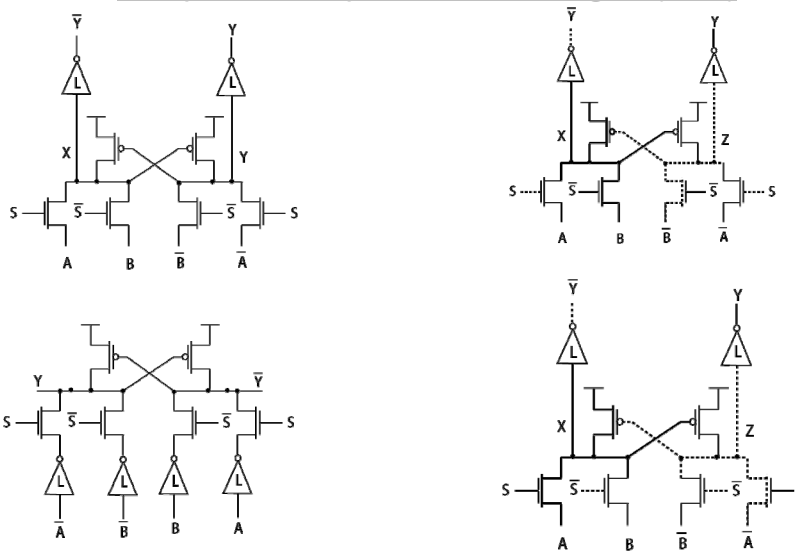 Y̅ Y
L L
X Y
S S̅ S̅ S
A B B̅ A̅
Y̅ Y
L L
X Z
S S̅ S̅ S
A B B̅ A̅
Y Y̅
S S̅ S̅ S
L L L L
A̅ B̅ B A
Y̅ Y
L L
X Z
S S̅ S̅
A B B̅ A̅